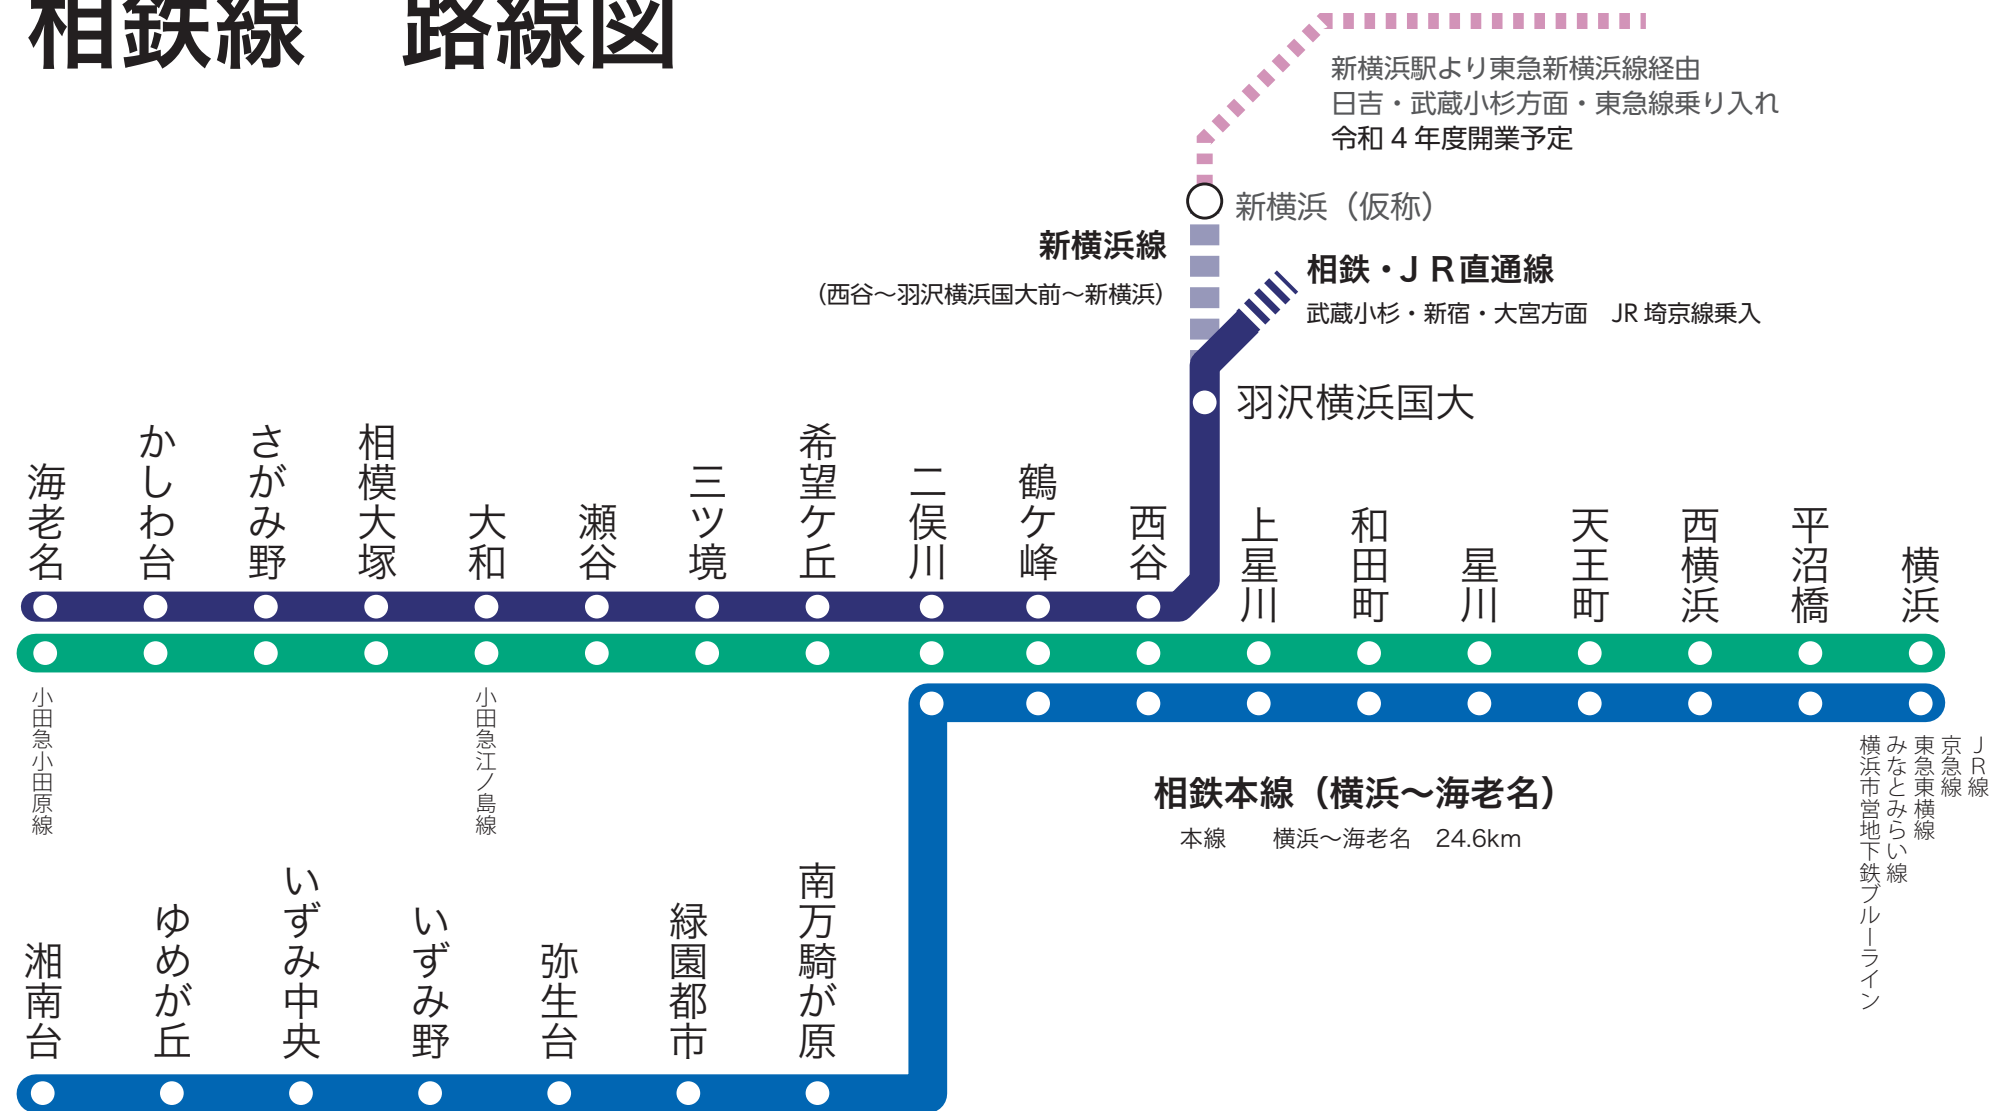 相鉄線　路線図
新横浜駅より東急新横浜線経由
日吉・武蔵小杉方面・東急線乗り入れ
令和 4 年度開業予定
新横浜（仮称）
新横浜線
（西谷～羽沢横浜国大前～新横浜）
相鉄・ＪＲ直通線
武蔵小杉・新宿・大宮方面　JR 埼京線乗入
羽沢横浜国大
海老名
かしわ台
さがみ野
相模大塚
大和
瀬谷
三ツ境
希望ケ丘
二俣川
鶴ケ峰
西谷
上星川
和田町
星川
天王町
西横浜
平沼橋
横浜
小田急小田原線
小田急江ノ島線
ＪＲ線
京急線
東急東横線
みなとみらい線
横浜市営地下鉄ブルーライン
相鉄本線（横浜～海老名）
本線　　横浜～海老名　24.6km
湘南台
ゆめが丘
いずみ中央
いずみ野
弥生台
緑園都市
南万騎が原